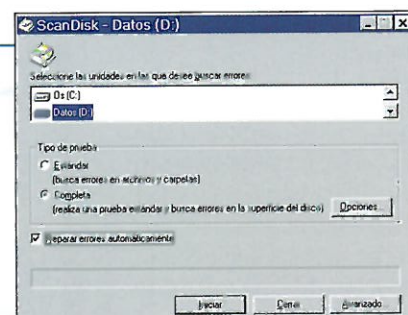 ScanDisk - Datos (D:)
Seleccione las unidades en las que desee buscar errores:
Os (C:)
Datos (D:)
Tipo de prueba
Estándar
(busca errores en archivos y carpetas)
Completa
(realiza una prueba estándar y busca errores en la superficie del disco)
Opciones...
Reparar errores automáticamente
Iniciar
Cerrar
Avanzado...